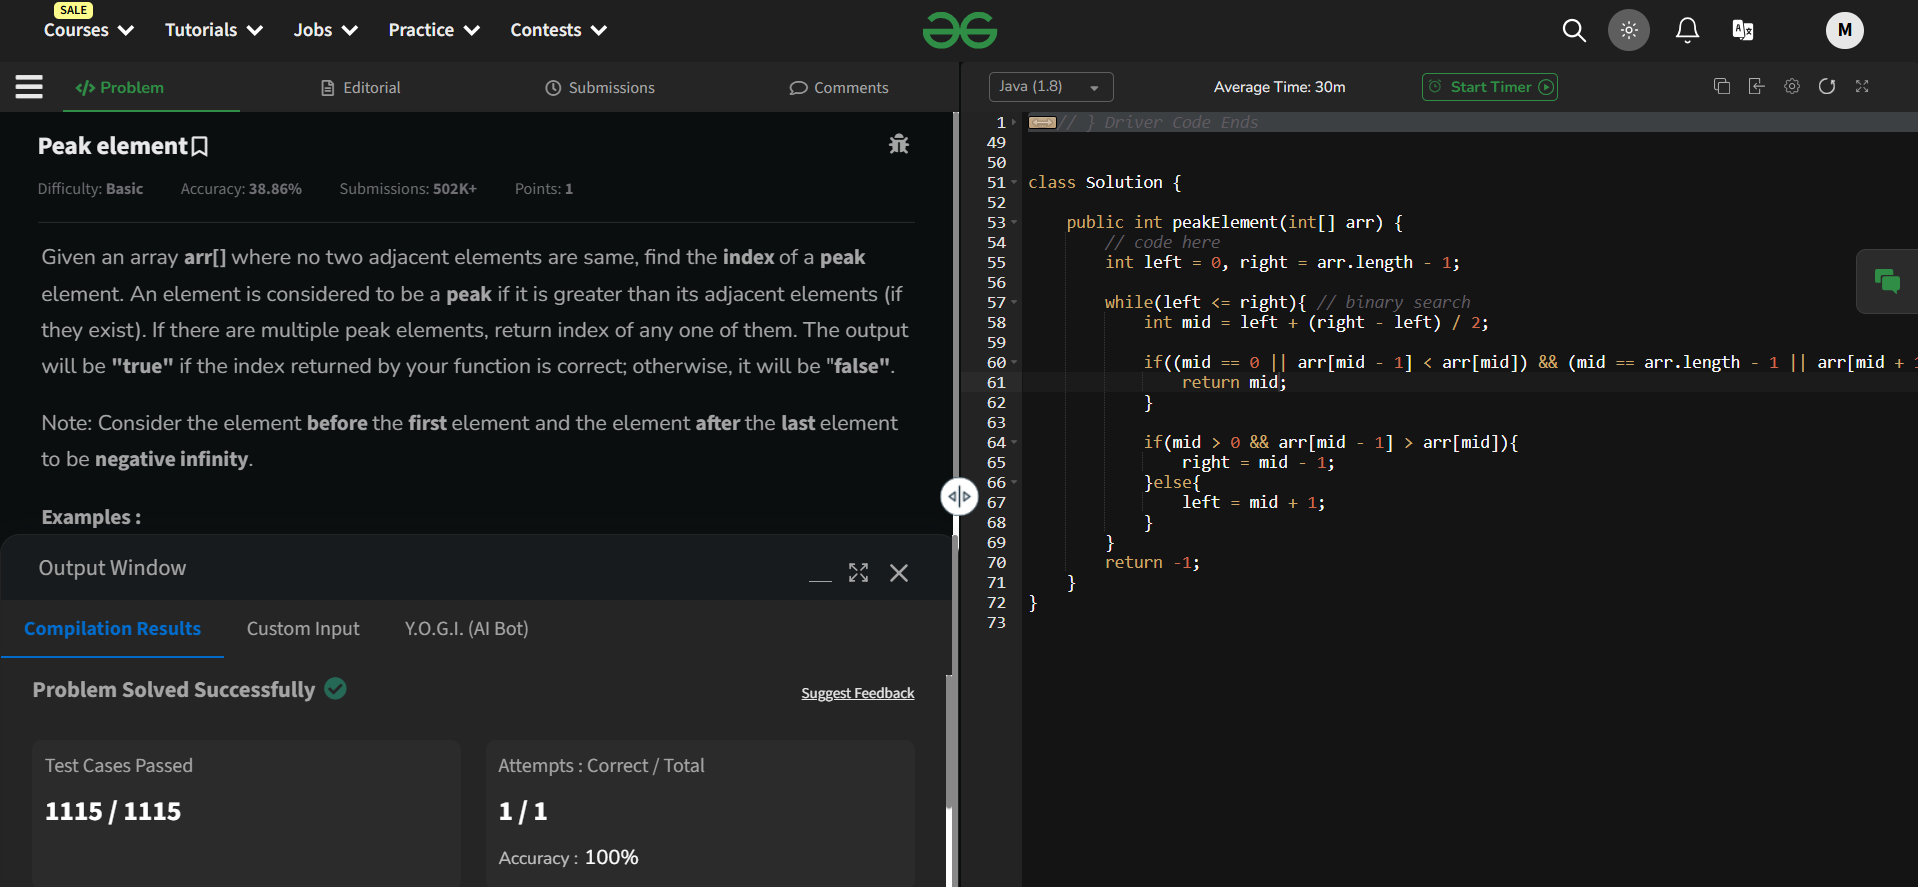 SALE
Courses Tutorials Jobs Practice Contests
M
</> Problem Editorial Submissions Comments
Peak element
Difficulty: Basic Accuracy: 38.86% Submissions: 502K+ Points: 1
Given an array arr[] where no two adjacent elements are same, find the index of a peak
element. An element is considered to be a peak if it is greater than its adjacent elements (if
they exist). If there are multiple peak elements, return index of any one of them. The output
will be "true" if the index returned by your function is correct; otherwise, it will be "false".
Note: Consider the element before the first element and the element after the last element
to be negative infinity.
Examples :
Output Window
Compilation Results Custom Input Y.O.G.I. (AI Bot)
Problem Solved Successfully
Suggest Feedback
Test Cases Passed
1115 / 1115
Attempts : Correct / Total
1 / 1
Accuracy : 100%
Java (1.8) Average Time: 30m Start Timer
1 // } Driver Code Ends
49
50
51 class Solution {
52
53 public int peakElement(int[] arr) {
54 // code here
55 int left = 0, right = arr.length - 1;
56
57 while(left <= right){ // binary search
58 int mid = left + (right - left) / 2;
59
60 if((mid == 0 || arr[mid - 1] < arr[mid]) && (mid == arr.length - 1 || arr[mid + 1
61 return mid;
62 }
63
64 if(mid > 0 && arr[mid - 1] > arr[mid]){
65 right = mid - 1;
66 }else{
67 left = mid + 1;
68 }
69 }
70 return -1;
71 }
72 }
73